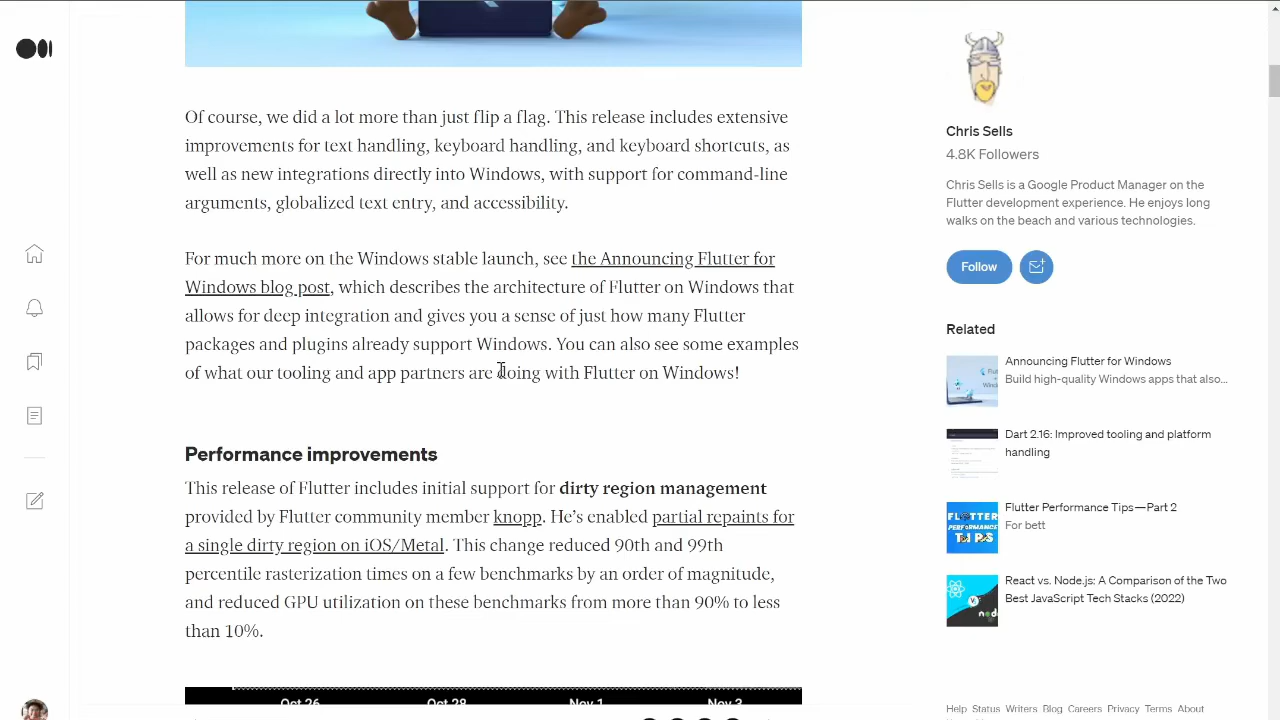 Of course, we did a lot more than just flip a flag. This release includes extensive
improvements for text handling, keyboard handling, and keyboard shortcuts, as
well as new integrations directly into Windows, with support for command-line
arguments, globalized text entry, and accessibility.
For much more on the Windows stable launch, see the Announcing Flutter for
Windows blog post, which describes the architecture of Flutter on Windows that
allows for deep integration and gives you a sense of just how many Flutter
packages and plugins already support Windows. You can also see some examples
of what our tooling and app partners are doing with Flutter on Windows!
Performance improvements
This release of Flutter includes initial support for dirty region management
provided by Flutter community member knopp. He’s enabled partial repaints for
a single dirty region on iOS/Metal. This change reduced 90th and 99th
percentile rasterization times on a few benchmarks by an order of magnitude,
and reduced GPU utilization on these benchmarks from more than 90% to less
than 10%.
Oct 26 Oct 28 Nov 1 Nov 3
Chris Sells
4.8K Followers
Chris Sells is a Google Product Manager on the
Flutter development experience. He enjoys long
walks on the beach and various technologies.
Follow
Related
Announcing Flutter for Windows
Build high-quality Windows apps that also...
Dart 2.16: Improved tooling and platform
handling
FLUTTER
PERFORMANCE
TIPS
Flutter Performance Tips — Part 2
For bett
React vs. Node.js: A Comparison of the Two
Best JavaScript Tech Stacks (2022)
Help Status Writers Blog Careers Privacy Terms About